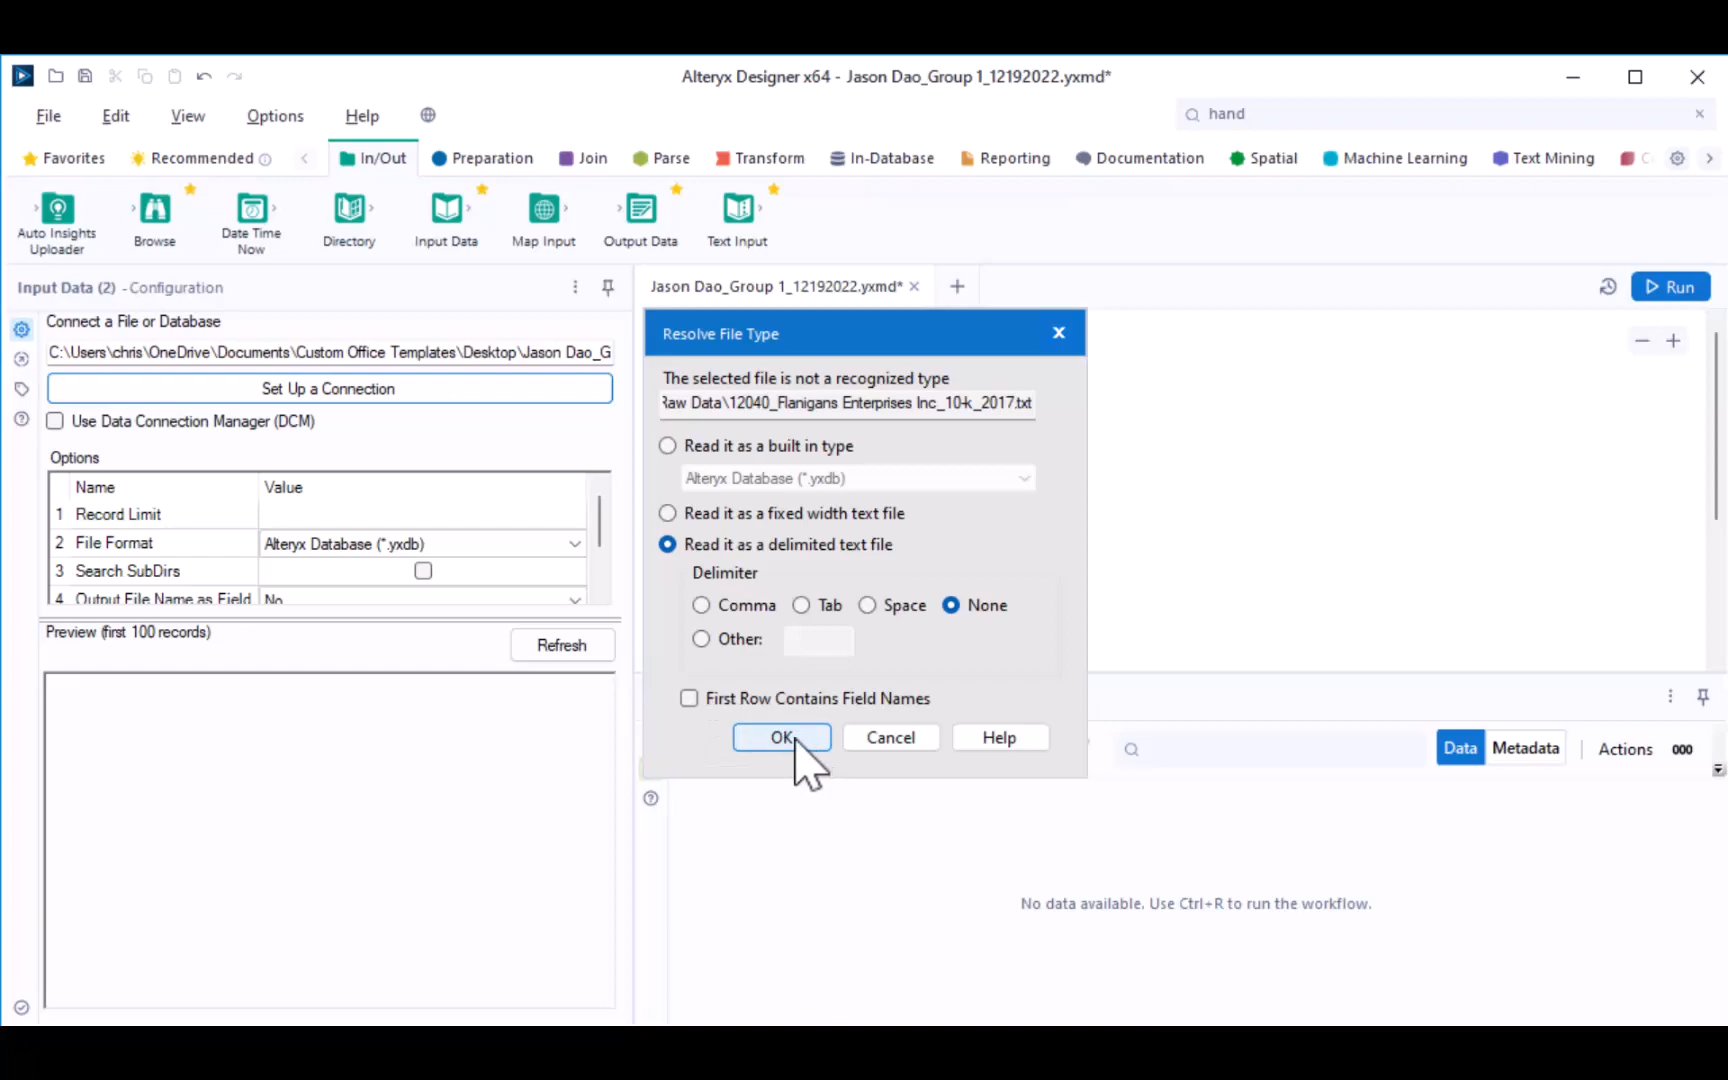 Alteryx Designer x64 - Jason Dao_Group 1_12192022.yxmd*
File Edit View Options Help
hand
Favorites Recommended In/Out Preparation Join Parse Transform In-Database Reporting Documentation Spatial Machine Learning Text Mining
Auto Insights Uploader
Browse
Date Time Now
Directory
Input Data
Map Input
Output Data
Text Input
Input Data (2) - Configuration
Jason Dao_Group 1_12192022.yxmd*
Run
Connect a File or Database
C:\Users\chris\OneDrive\Documents\Custom Office Templates\Desktop\Jason Dao_G
Set Up a Connection
Use Data Connection Manager (DCM)
Options
Name Value
1 Record Limit
2 File Format Alteryx Database (*.yxdb)
3 Search SubDirs
4 Output File Name as Field No
Preview (first 100 records)
Refresh
Resolve File Type
The selected file is not a recognized type
Raw Data\12040_Flanigans Enterprises Inc_10-k_2017.txt
Read it as a built in type
Alteryx Database (*.yxdb)
Read it as a fixed width text file
Read it as a delimited text file
Delimiter
Comma Tab Space None
Other:
First Row Contains Field Names
OK Cancel Help
Data Metadata Actions 000
No data available. Use Ctrl+R to run the workflow.